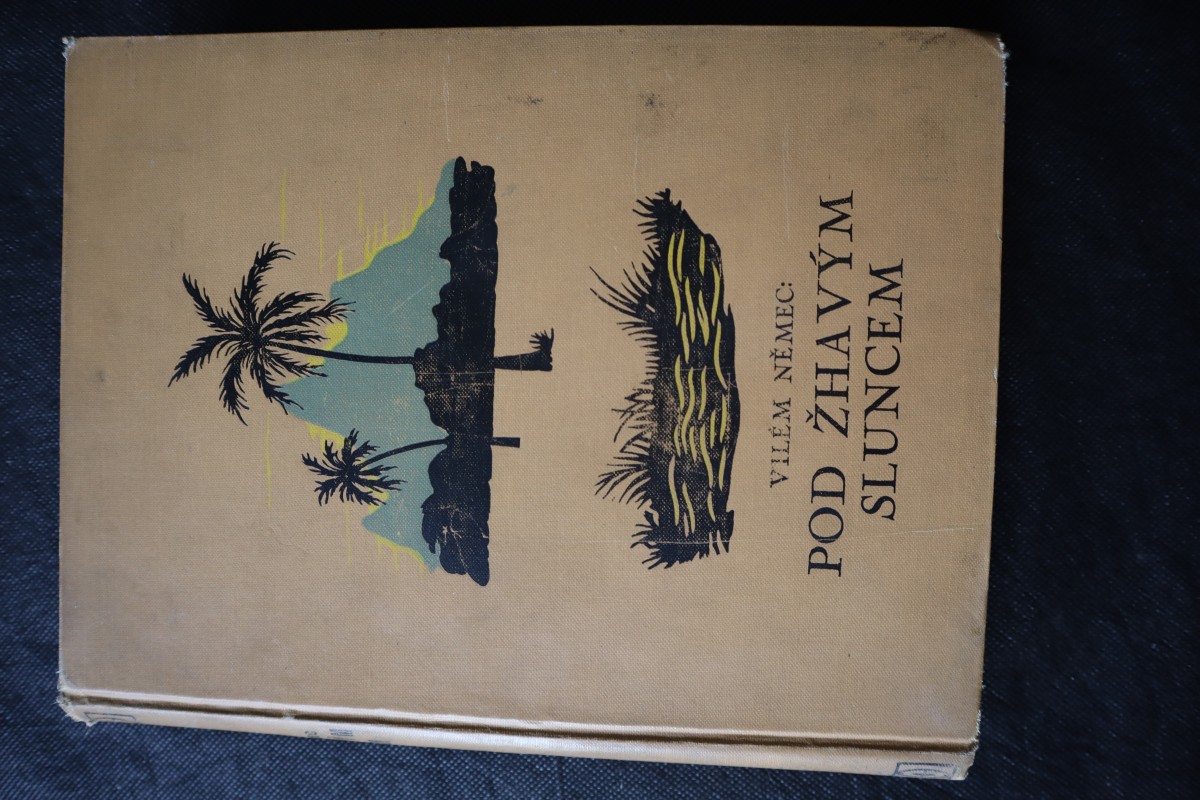 VILÉM NĚMEC:
POD ŽHAVÝM
SLUNCEM